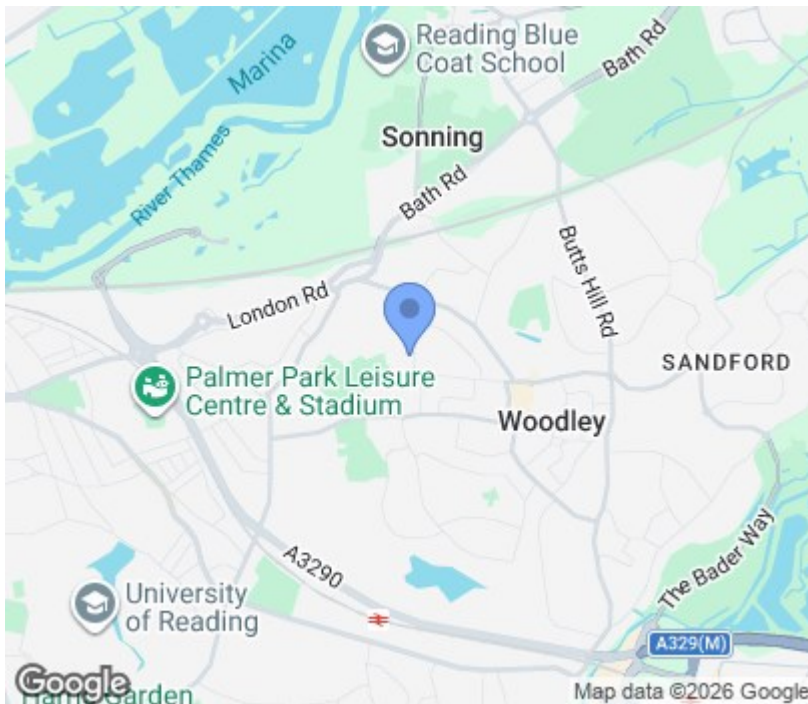 Marina
Reading Blue
Coat School
Bath Rd
Sonning
River Thames
Bath Rd
Butts Hill Rd
London Rd
SANDFORD
Palmer Park Leisure
Centre & Stadium
Woodley
A3290
The Bader Way
University
of Reading
A329(M)
Google
Garden
Map data ©2026 Google